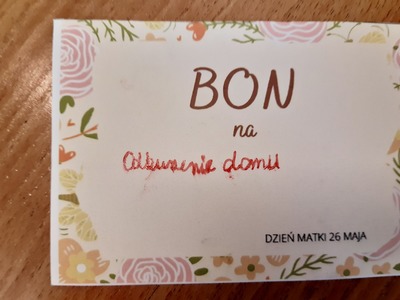 BON
na
Odkurzenie domu
DZIEŃ MATKI 26 MAJA